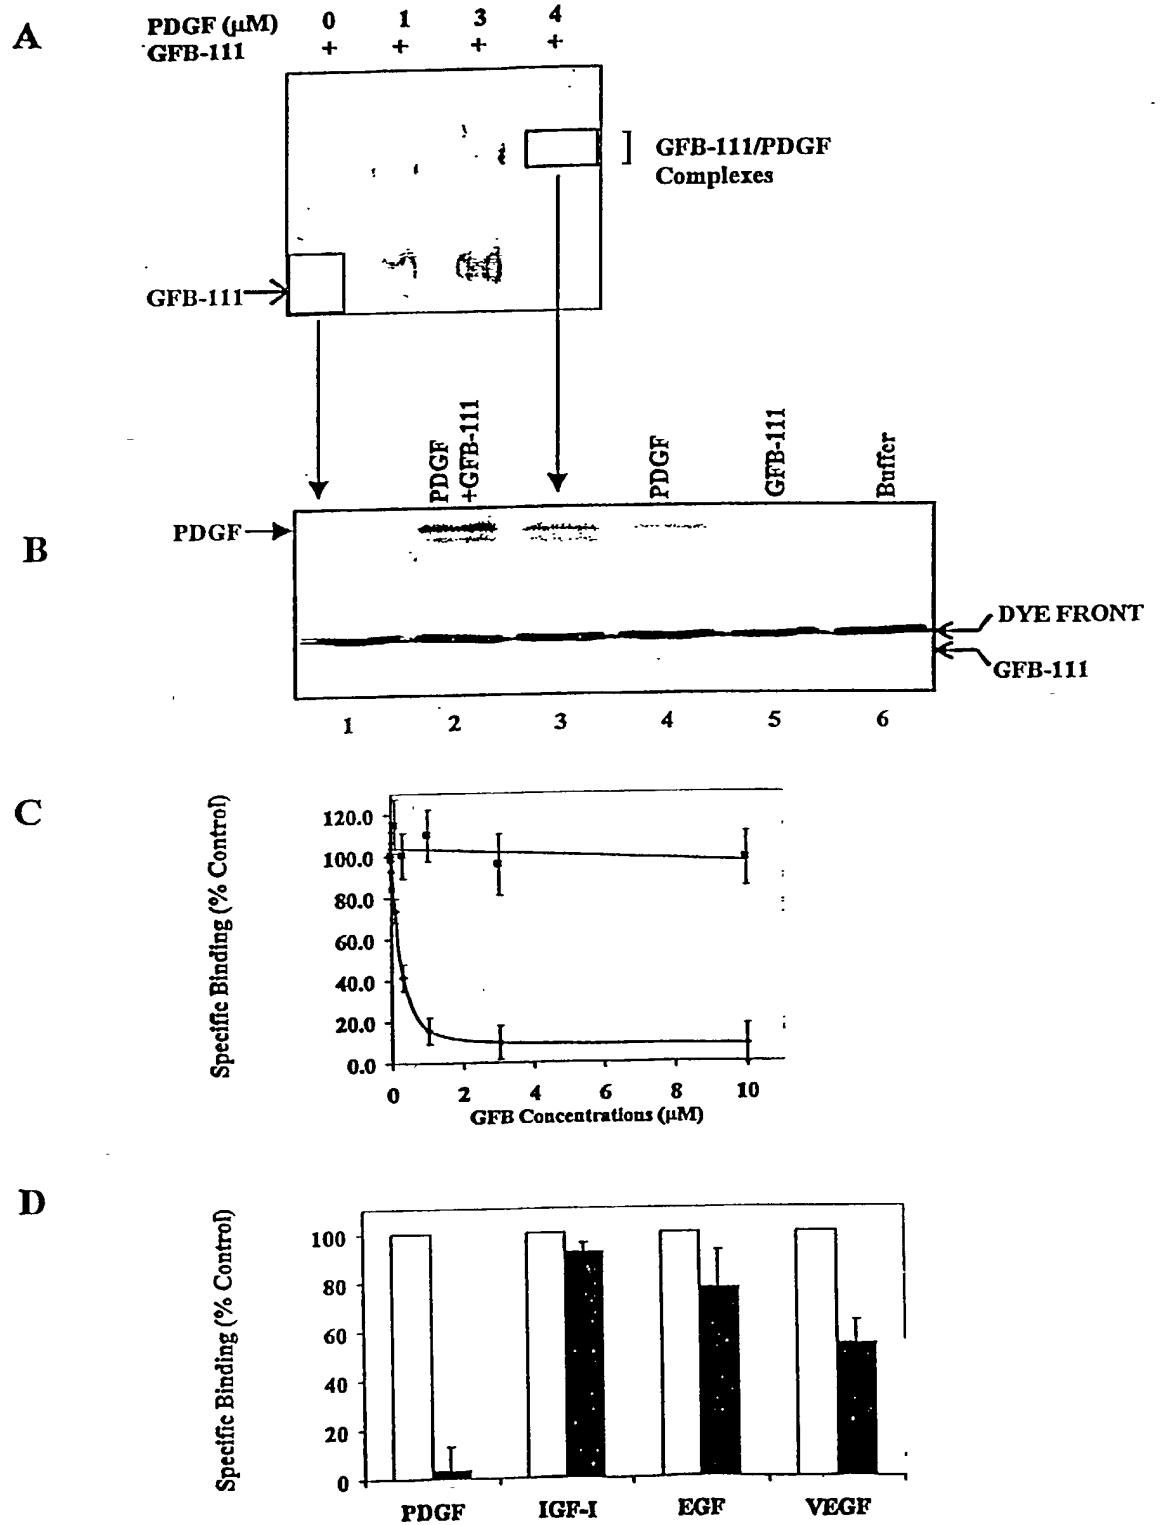 A
PDGF (µM) 0 1 3 4
GFB-111 + + + +
GFB-111/PDGF
Complexes
GFB-111
PDGF
+GFB-111
PDGF
GFB-111
Buffer
B
PDGF
DYE FRONT
GFB-111
1 2 3 4 5 6
C
Specific Binding (% Control)
120.0
100.0
80.0
60.0
40.0
20.0
0.0
0 2 4 6 8 10
GFB Concentrations (µM)
D
Specific Binding (% Control)
100
80
60
40
20
0
PDGF IGF-I EGF VEGF